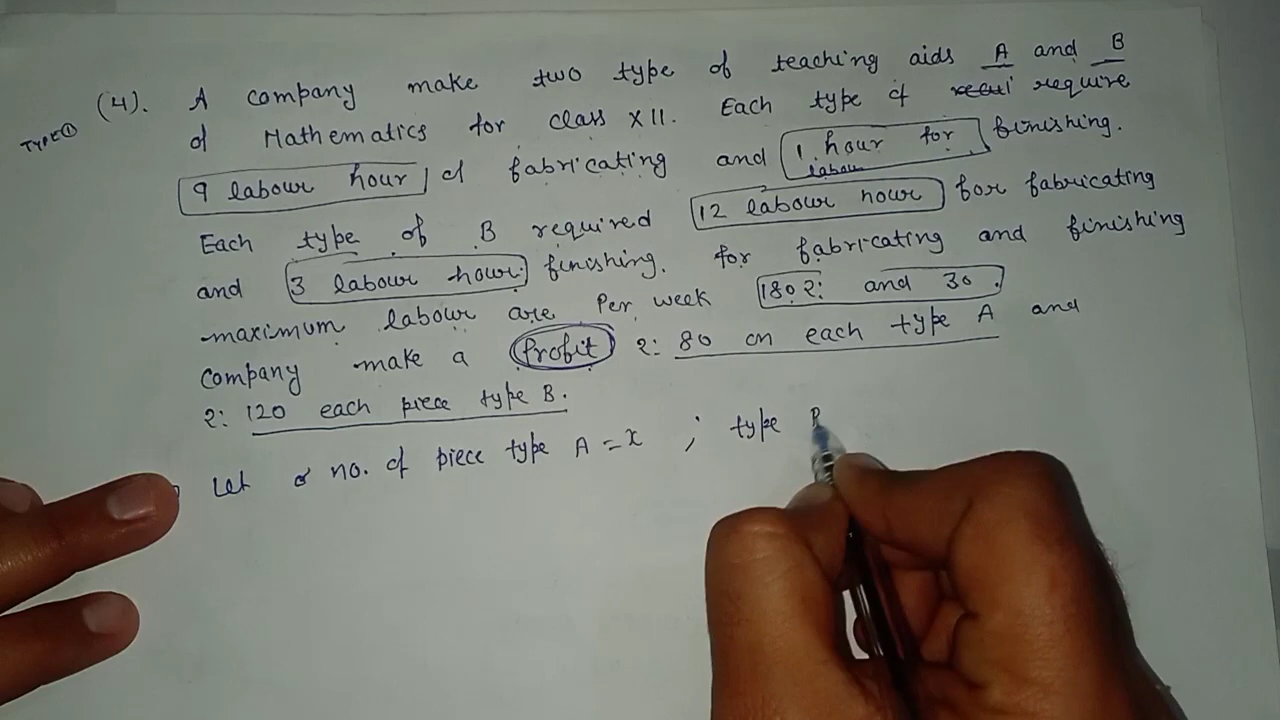 (4). A company make two type of teaching aids A and B
TYPE①
of Mathematics for class XII. Each type of require
9 labour hour of fabricating and 1 hour for finishing.
labour
Each type of B required 12 labour hour for fabricating
and 3 labour hour finishing. for fabricating and finishing
maximum labour are Per week 180 र: and 30.
company make a Profit र: 80 on each type A and
र: 120 each piece type B.
Let no. of piece type A = x ; type B